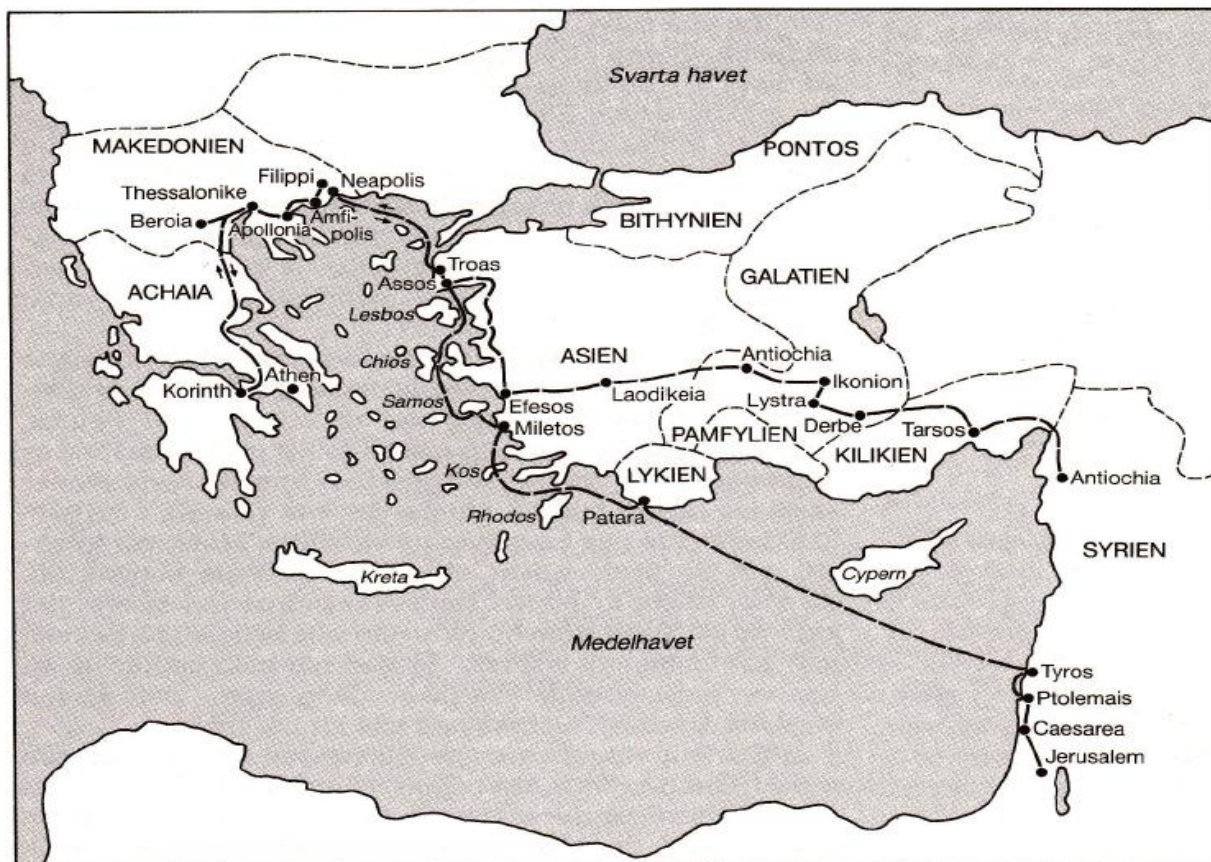 Svarta havet
MAKEDONIEN
PONTOS
Filippi
Neapolis
Thessalonike
BITHYNIEN
Beroia
Apollonia
Amfi-
polis
Troas
GALATIEN
Assos
ACHAIA
Lesbos
Chios
ASIEN
Antiochia
Athen
Ikonion
Korinth
Laodikeia
Lystra
Samos
Efesos
Derbe
Miletos
PAMFYLIEN
Tarsos
KILIKIEN
Kos
LYKIEN
Antiochia
Rhodos
Patara
SYRIEN
Kreta
Cypern
Medelhavet
Tyros
Ptolemais
Caesarea
Jerusalem